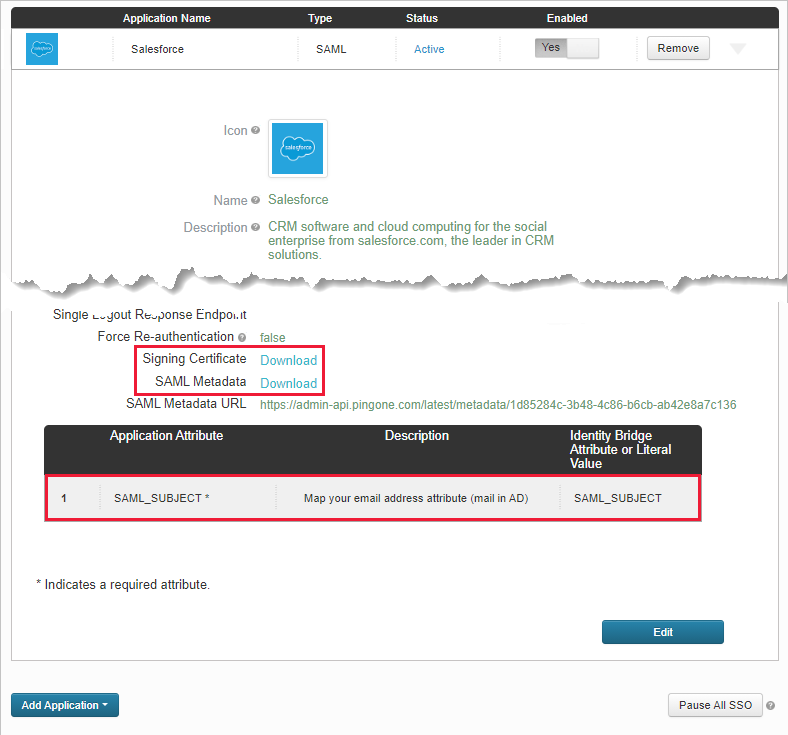 Application Name Type Status Enabled
salesforce Salesforce SAML Active Yes Remove
Icon
salesforce
Name Salesforce
Description CRM software and cloud computing for the social
enterprise from salesforce.com, the leader in CRM
solutions.
Single Logout Response Endpoint
Force Re-authentication false
Signing Certificate Download
SAML Metadata Download
SAML Metadata URL https://admin-api.pingone.com/latest/metadata/1d85284c-3b48-4c86-b6cb-ab42e8a7c136
Application Attribute Description Identity Bridge
Attribute or Literal
Value
1 SAML_SUBJECT * Map your email address attribute (mail in AD) SAML_SUBJECT
* Indicates a required attribute.
Edit
Add Application Pause All SSO